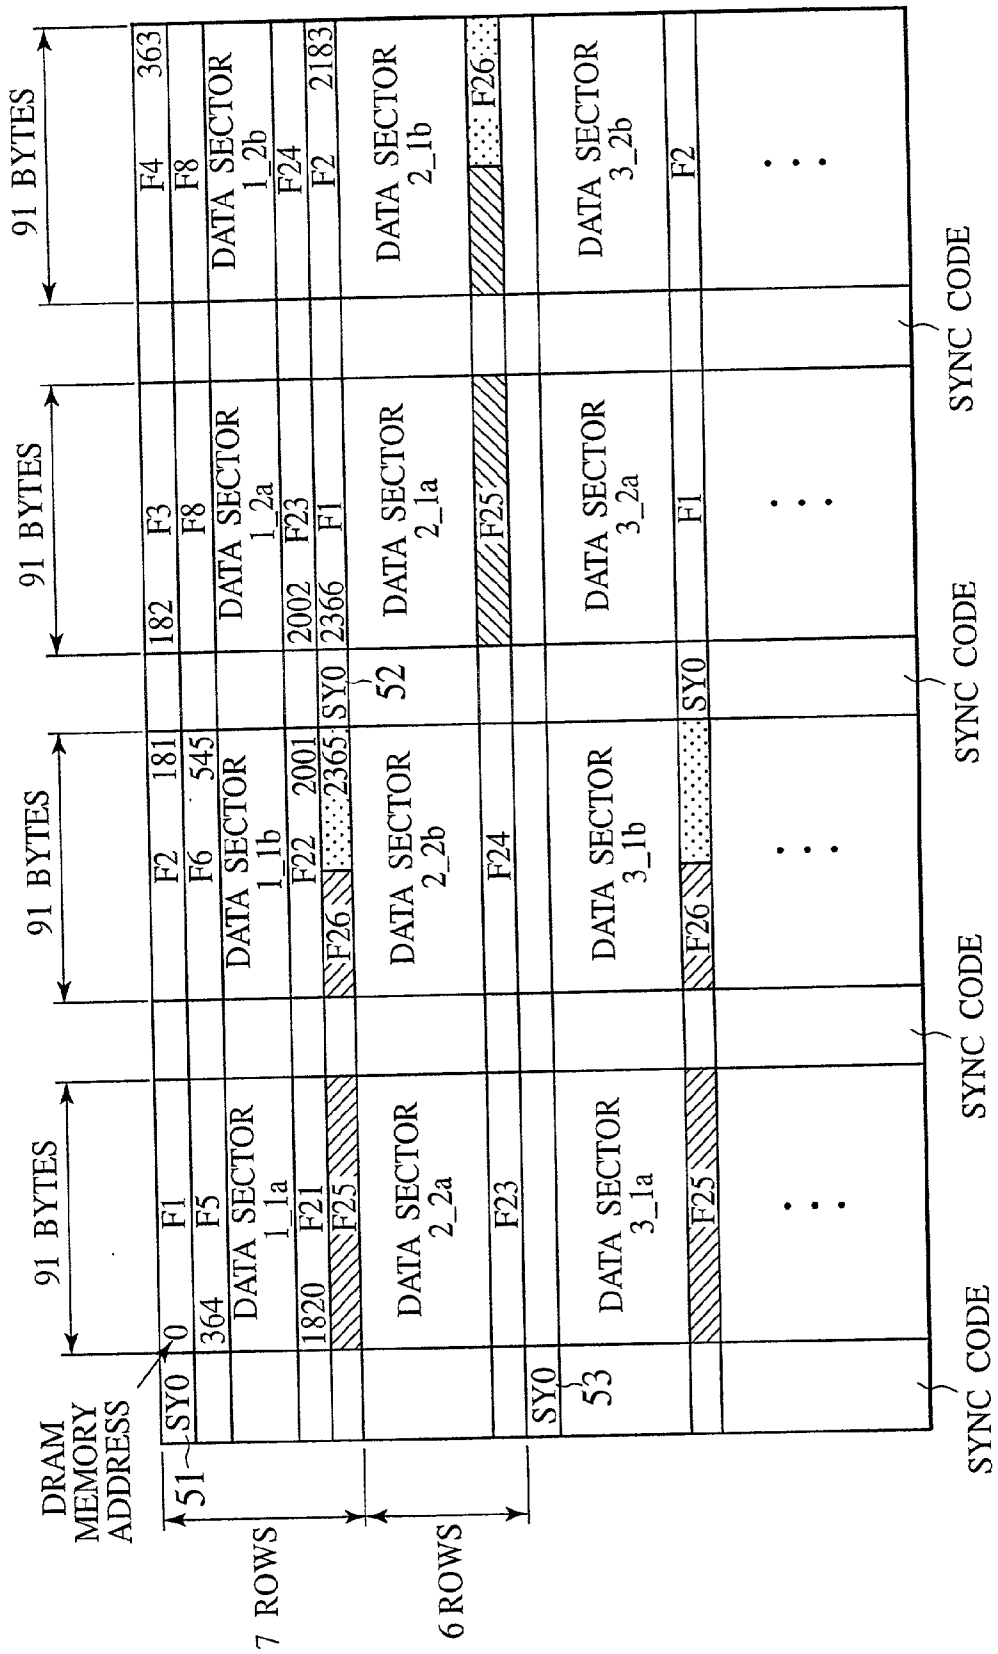 91 BYTES 91 BYTES 91 BYTES 91 BYTES
DRAM
MEMORY
ADDRESS
51 SY0 0 F1 F2 181 182 F3 F4 363
364 F5 F6 545 F8 F8
DATA SECTOR
1_1a
DATA SECTOR
1_1b
DATA SECTOR
1_2a
DATA SECTOR
1_2b
1820 F21 F22 2001 2002 F23 F24
F25 F26 2365 SY0 2366 F1 F2 2183
52
7 ROWS
DATA SECTOR
2_2a
DATA SECTOR
2_2b
DATA SECTOR
2_1a
DATA SECTOR
2_1b
F23 F24 F25 F26
6 ROWS
SY0
53
DATA SECTOR
3_1a
DATA SECTOR
3_1b
DATA SECTOR
3_2a
DATA SECTOR
3_2b
F25 F26 SY0 F1 F2
SYNC CODE SYNC CODE SYNC CODE SYNC CODE